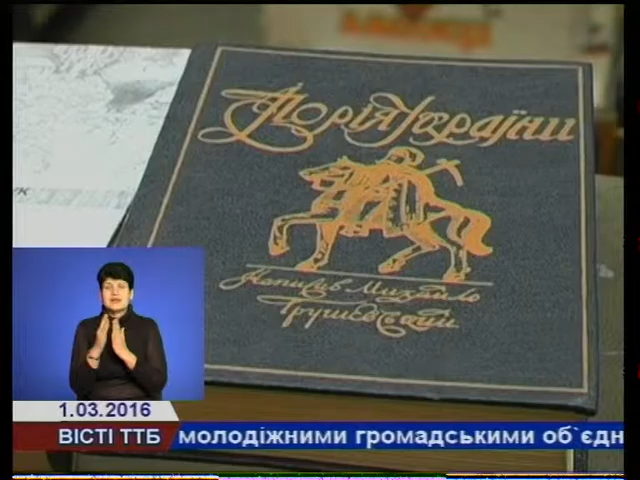 Історія України
Написав Михайло
Грушевський
1.03.2016
ВІСТІ ТТБ
молодіжними громадськими об`єдн